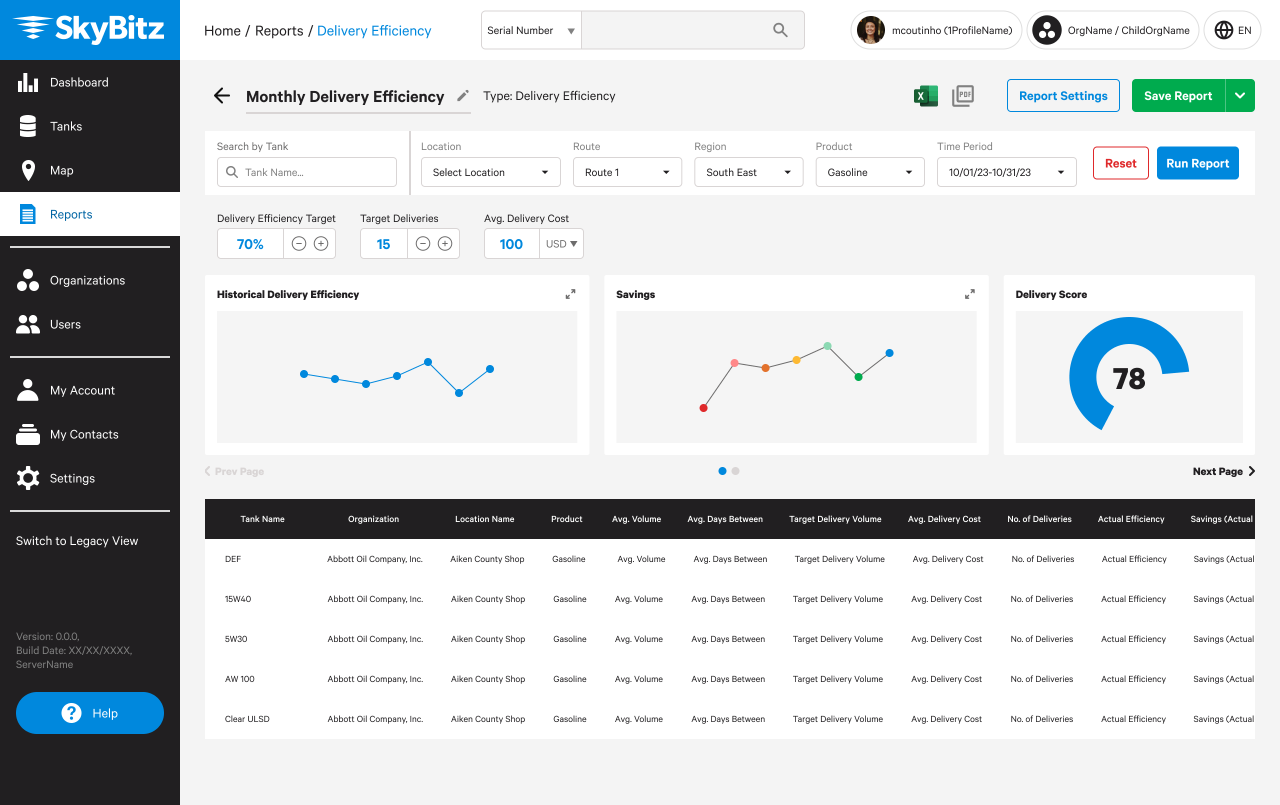 SkyBitz
Home / Reports / Delivery Efficiency
Serial Number
mcoutinho (1ProfileName)
OrgName / ChildOrgName
EN
Dashboard
Tanks
Map
Reports
Organizations
Users
My Account
My Contacts
Settings
Switch to Legacy View
Version: 0.0.0,
Build Date: XX/XX/XXXX,
ServerName
Help
Monthly Delivery Efficiency
Type: Delivery Efficiency
X
PDF
Report Settings
Save Report
Search by Tank
Location
Route
Region
Product
Time Period
Tank Name...
Select Location
Route 1
South East
Gasoline
10/01/23-10/31/23
Reset
Run Report
Delivery Efficiency Target
Target Deliveries
Avg. Delivery Cost
70%
15
100
USD
Historical Delivery Efficiency
Savings
Delivery Score
78
Prev Page
Next Page
Tank Name Organization Location Name Product Avg. Volume Avg. Days Between Target Delivery Volume Avg. Delivery Cost No. of Deliveries Actual Efficiency Savings (Actual
DEF Abbott Oil Company, Inc. Aiken County Shop Gasoline Avg. Volume Avg. Days Between Target Delivery Volume Avg. Delivery Cost No. of Deliveries Actual Efficiency Savings (Actual
15W40 Abbott Oil Company, Inc. Aiken County Shop Gasoline Avg. Volume Avg. Days Between Target Delivery Volume Avg. Delivery Cost No. of Deliveries Actual Efficiency Savings (Actual
5W30 Abbott Oil Company, Inc. Aiken County Shop Gasoline Avg. Volume Avg. Days Between Target Delivery Volume Avg. Delivery Cost No. of Deliveries Actual Efficiency Savings (Actual
AW 100 Abbott Oil Company, Inc. Aiken County Shop Gasoline Avg. Volume Avg. Days Between Target Delivery Volume Avg. Delivery Cost No. of Deliveries Actual Efficiency Savings (Actual
Clear ULSD Abbott Oil Company, Inc. Aiken County Shop Gasoline Avg. Volume Avg. Days Between Target Delivery Volume Avg. Delivery Cost No. of Deliveries Actual Efficiency Savings (Actual